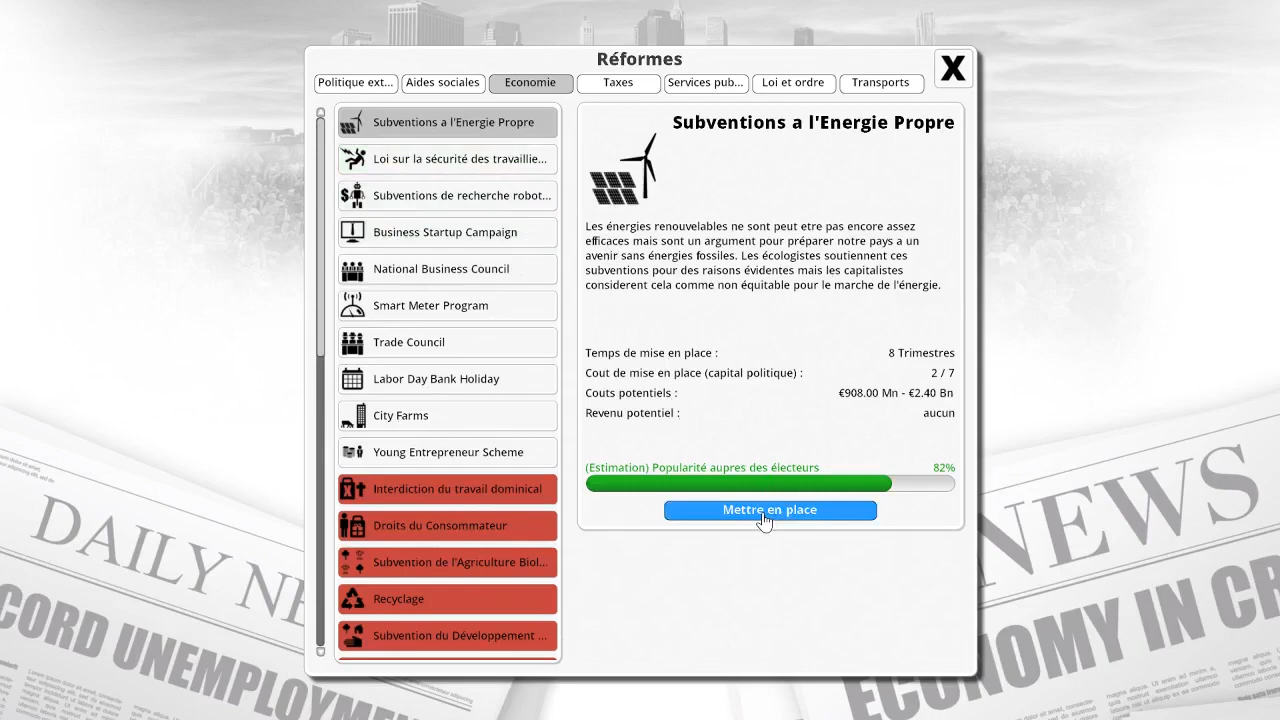 Réformes
X
Politique ext...
Aides sociales
Economie
Taxes
Services pub...
Loi et ordre
Transports
Subventions a l'Energie Propre
Loi sur la sécurité des travaillie...
Subventions de recherche robot...
Business Startup Campaign
National Business Council
Smart Meter Program
Trade Council
Labor Day Bank Holiday
City Farms
Young Entrepreneur Scheme
Interdiction du travail dominical
Droits du Consommateur
Subvention de l'Agriculture Biol...
Recyclage
Subvention du Développement ...
Subventions a l'Energie Propre
Les énergies renouvelables ne sont peut etre pas encore assez
efficaces mais sont un argument pour préparer notre pays a un
avenir sans énergies fossiles. Les écologistes soutiennent ces
subventions pour des raisons évidentes mais les capitalistes
considerent cela comme non équitable pour le marche de l'énergie.
Temps de mise en place : 8 Trimestres
Cout de mise en place (capital politique) : 2 / 7
Couts potentiels : €908.00 Mn - €2.40 Bn
Revenu potentiel : aucun
(Estimation) Popularité aupres des électeurs 82%
Mettre en place
DAILY NE
CORD UNEMPLOYM
NEWS
ECONOMY IN CR